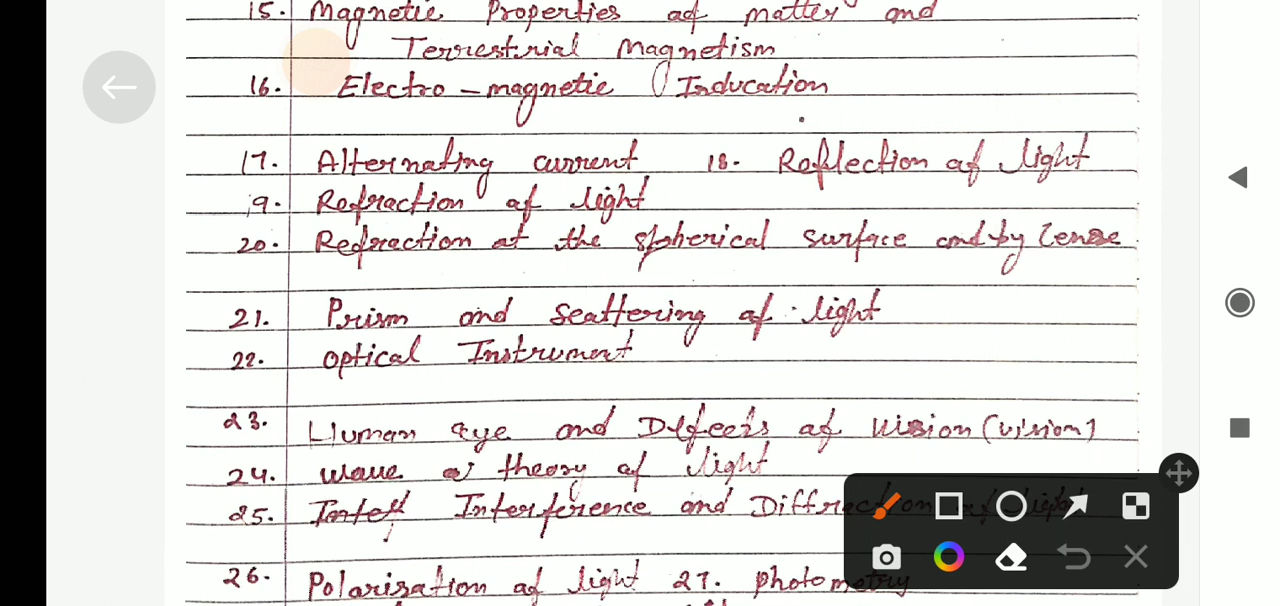 15. Magnetic Properties of matter and
Terrestrial Magnetism
16. Electro-magnetic Inducation
17. Alternating current 18. Reflection of light
19. Refraction of light
20. Refraction at the spherical surface and by Lense
21. Prism and Scattering of light
22. Optical Instrument
23. Human eye and Defects of Vision (vision)
24. wave theory of light
25. Interference and Diffraction of light
26. Polarisation of light 27. photometry